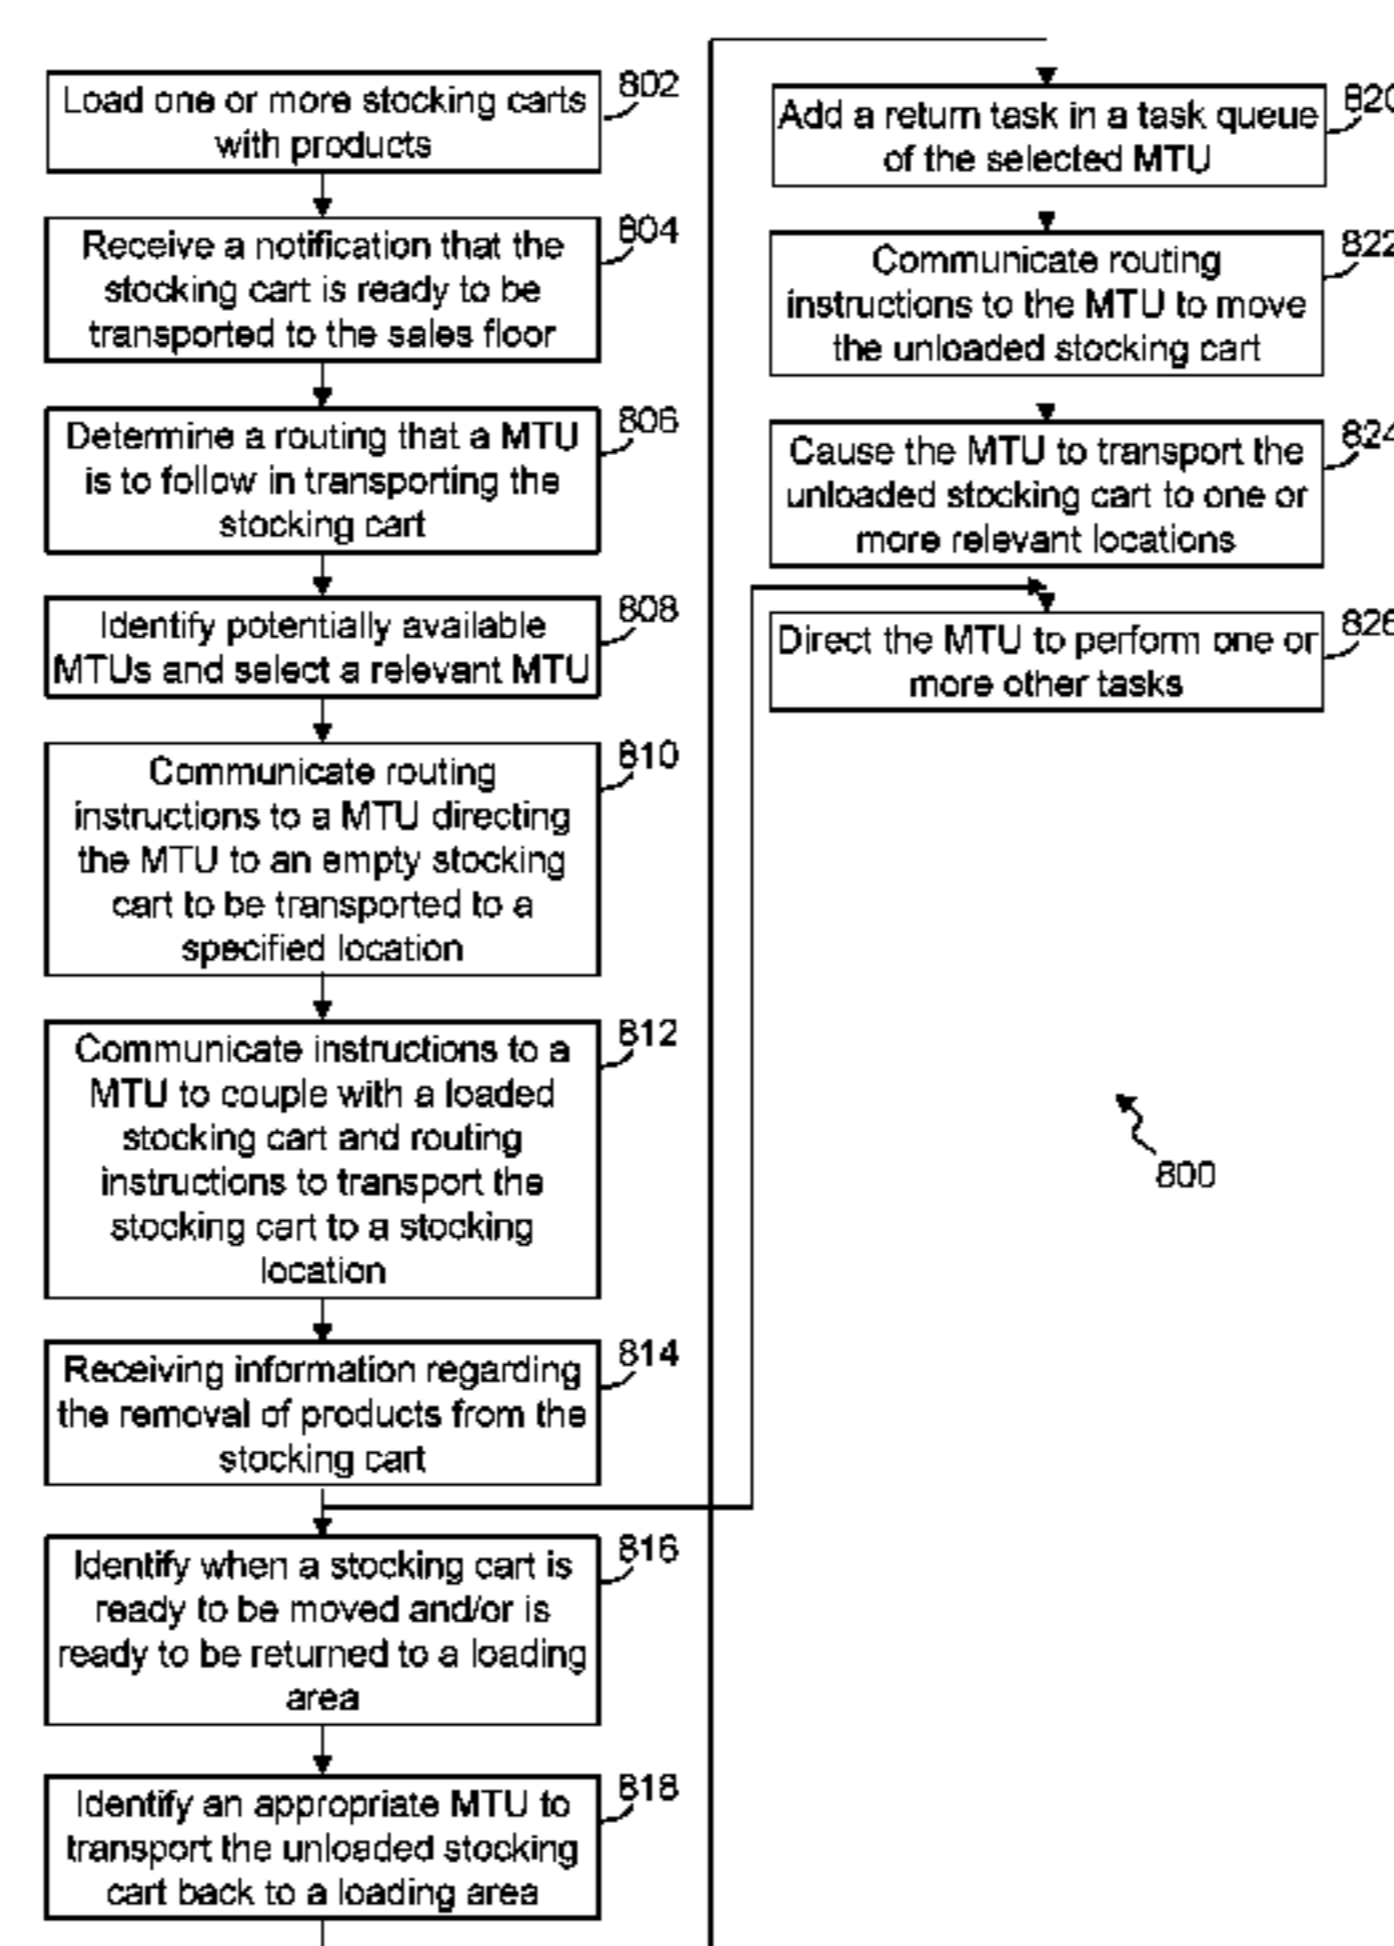 Load one or more stocking carts
with products
802
Receive a notification that the
stocking cart is ready to be
transported to the sales floor
804
Determine a routing that a MTU
is to follow in transporting the
stocking cart
806
Identify potentially available
MTUs and select a relevant MTU
808
Communicate routing
instructions to a MTU directing
the MTU to an empty stocking
cart to be transported to a
specified location
810
Communicate instructions to a
MTU to couple with a loaded
stocking cart and routing
instructions to transport the
stocking cart to a stocking
location
812
Receiving information regarding
the removal of products from the
stocking cart
814
Identify when a stocking cart is
ready to be moved and/or is
ready to be returned to a loading
area
816
Identify an appropriate MTU to
transport the unloaded stocking
cart back to a loading area
818
Add a return task in a task queue
of the selected MTU
820
Communicate routing
instructions to the MTU to move
the unloaded stocking cart
822
Cause the MTU to transport the
unloaded stocking cart to one or
more relevant locations
824
Direct the MTU to perform one or
more other tasks
826
800